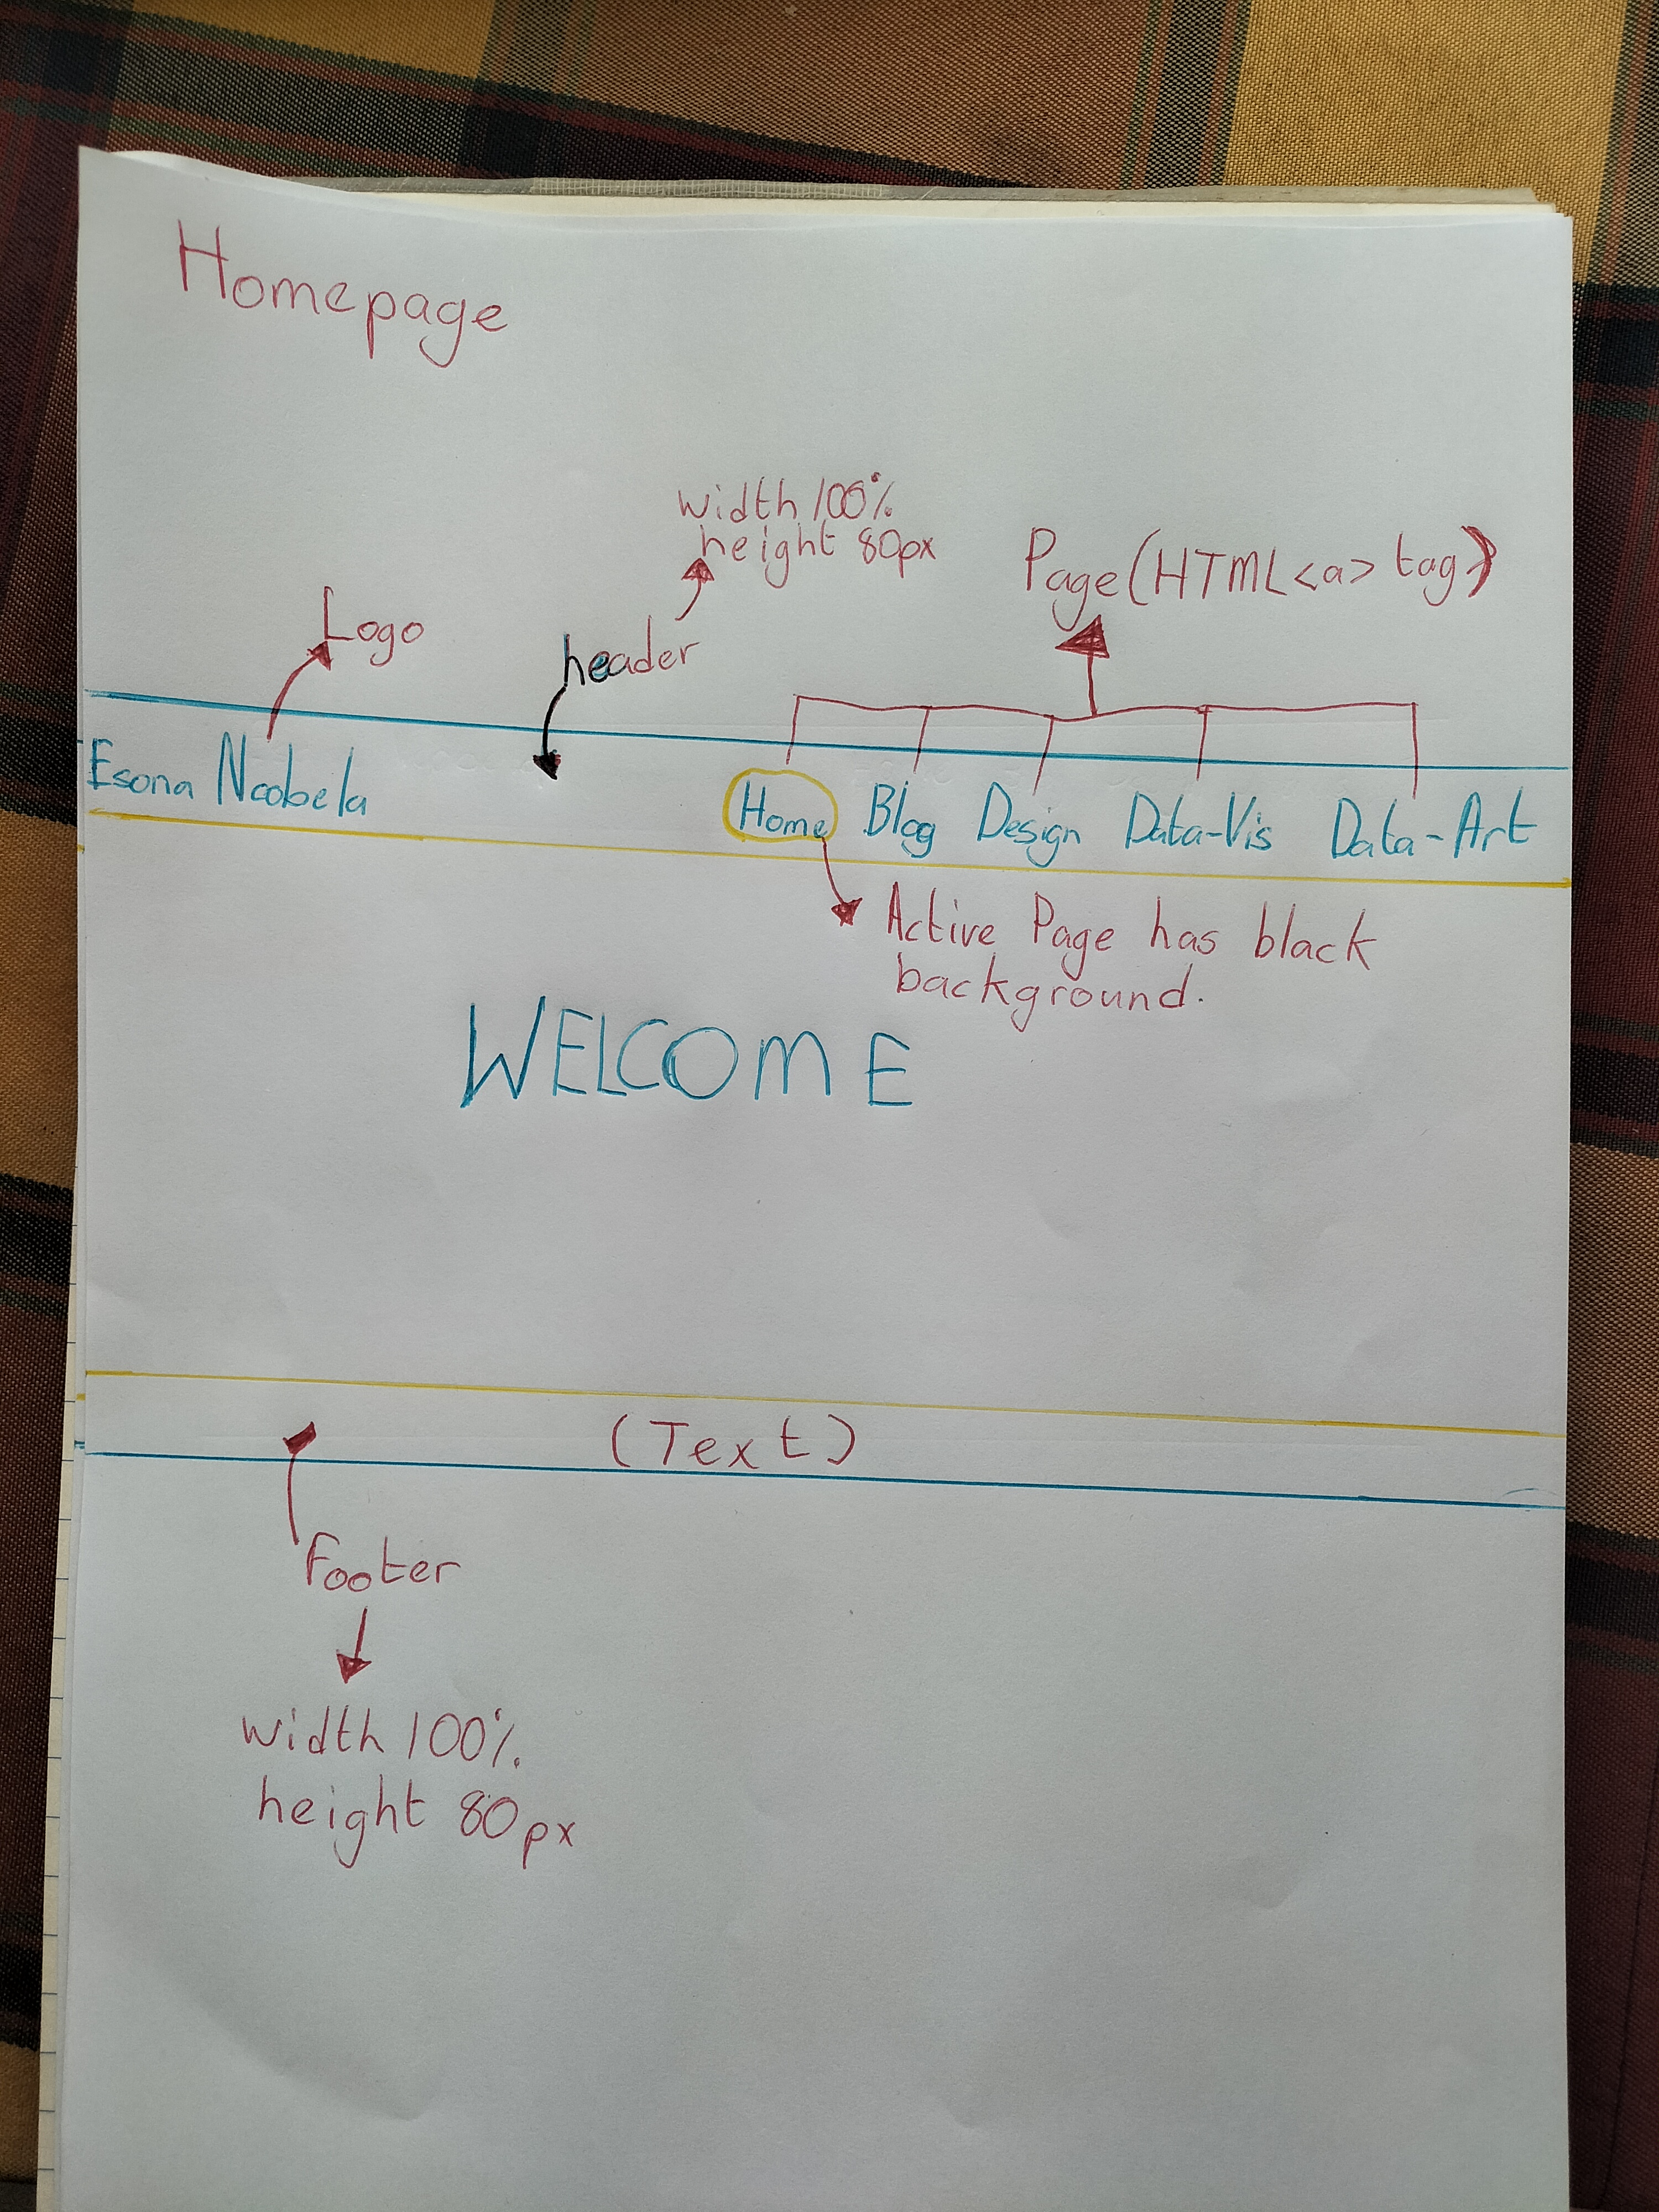 Homepage
width 100%
height 80px
Page (HTML <a> tag)
Logo
header
Esona Ncobela
Home Blog Design Data-Vis Data-Art
Active Page has black
background.
WELCOME
(Text)
Footer
width 100%
height 80px